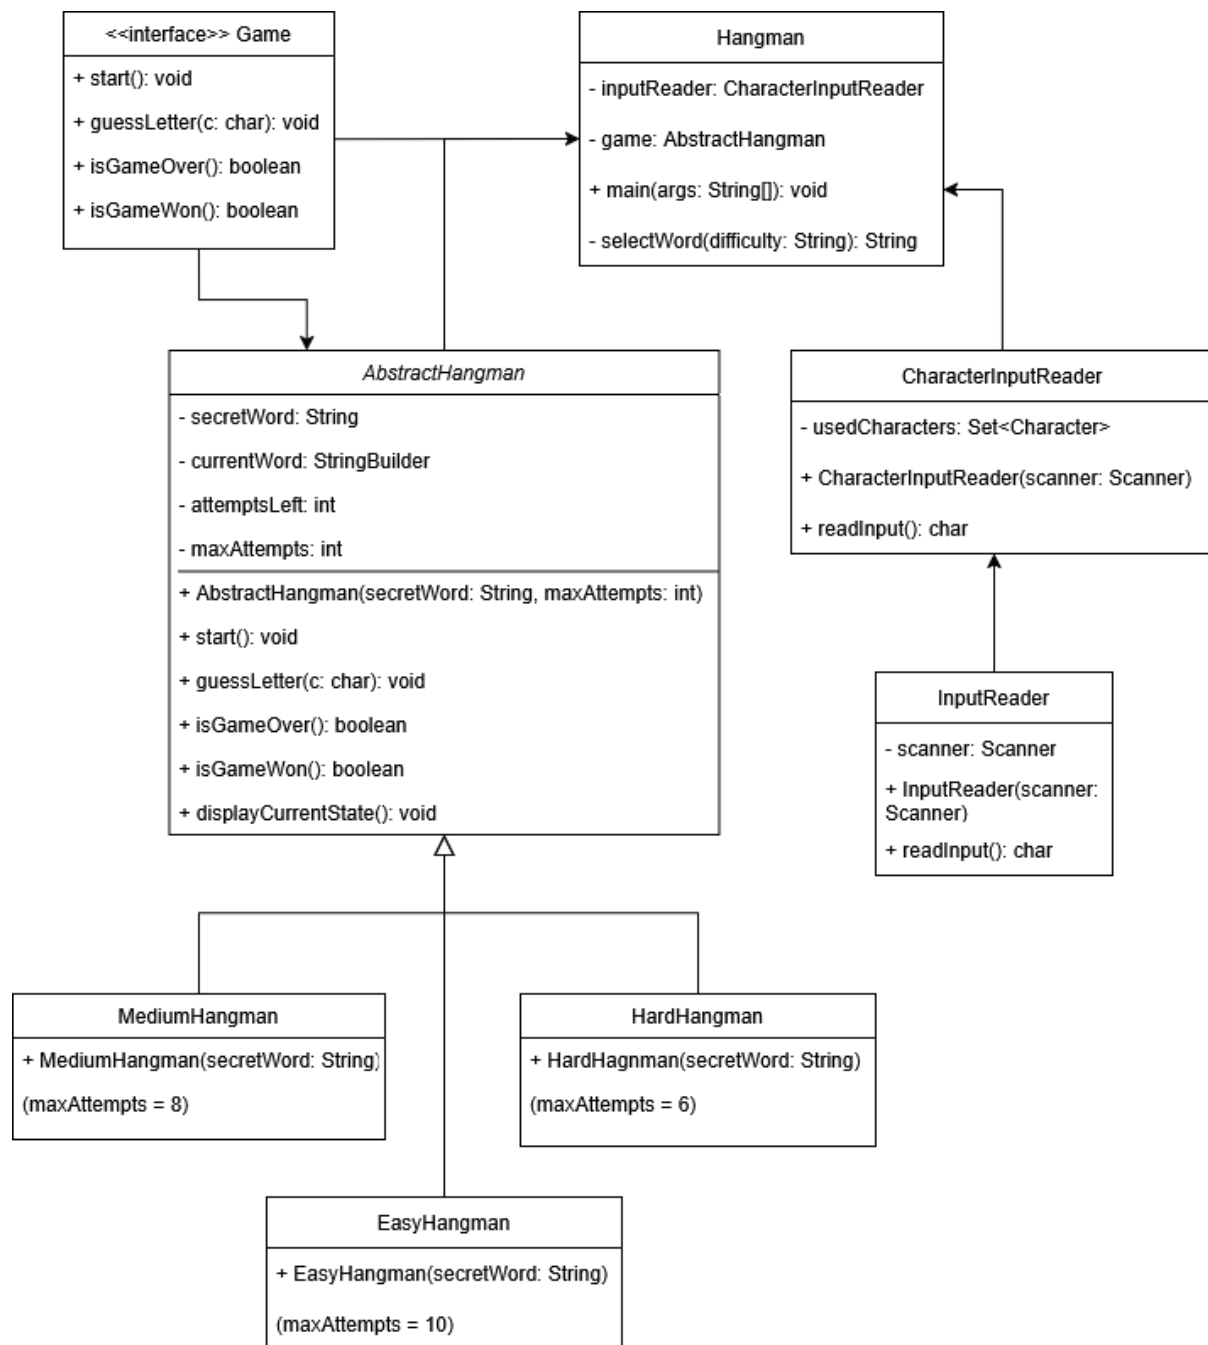 <<interface>> Game
+ start(): void
+ guessLetter(c: char): void
+ isGameOver(): boolean
+ isGameWon(): boolean
Hangman
- inputReader: CharacterInputReader
- game: AbstractHangman
+ main(args: String[]): void
- selectWord(difficulty: String): String
AbstractHangman
- secretWord: String
- currentWord: StringBuilder
- attemptsLeft: int
- maxAttempts: int
+ AbstractHangman(secretWord: String, maxAttempts: int)
+ start(): void
+ guessLetter(c: char): void
+ isGameOver(): boolean
+ isGameWon(): boolean
+ displayCurrentState(): void
CharacterInputReader
- usedCharacters: Set<Character>
+ CharacterInputReader(scanner: Scanner)
+ readInput(): char
InputReader
- scanner: Scanner
+ InputReader(scanner:
Scanner)
+ readInput(): char
MediumHangman
+ MediumHangman(secretWord: String)
(maxAttempts = 8)
HardHangman
+ HardHagnman(secretWord: String)
(maxAttempts = 6)
EasyHangman
+ EasyHangman(secretWord: String)
(maxAttempts = 10)